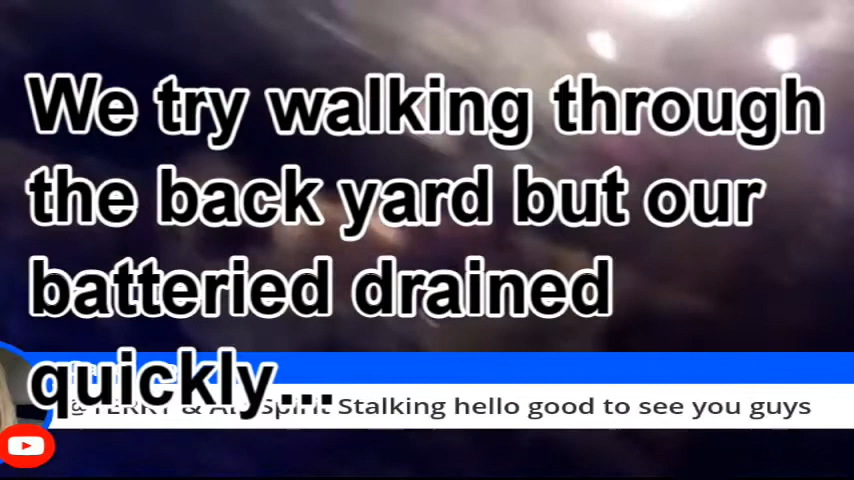 We try walking through
the back yard but our
batteried drained
quickly...
& Spirit Stalking hello good to see you guys